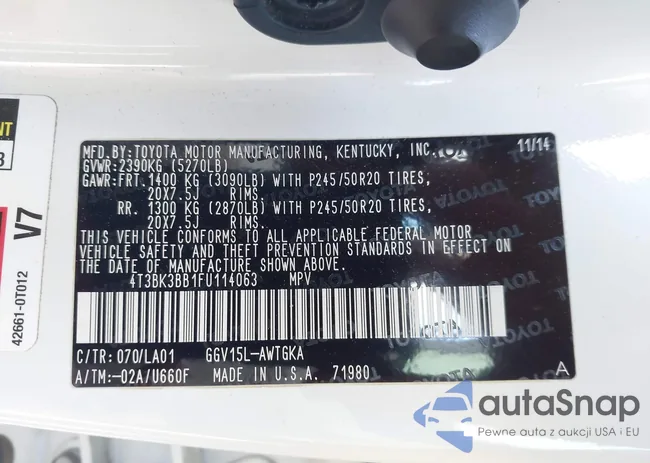 MFD.BY:TOYOTA MOTOR MANUFACTURING, KENTUCKY, INC. 11/14
GVWR:2390KG (5270LB)
GAWR:FRT.1400 KG (3090LB) WITH P245/50R20 TIRES,
20X7.5J RIMS.
RR. 1300 KG (2870LB) WITH P245/50R20 TIRES,
20X7.5J RIMS.
THIS VEHICLE CONFORMS TO ALL APPLICABLE FEDERAL MOTOR
VEHICLE SAFETY AND THEFT PREVENTION STANDARDS IN EFFECT ON
THE DATE OF MANUFACTURE SHOWN ABOVE.
4T3BK3BB1FU114063 MPV
C/TR:070/LA01 GGV15L-AWTGKA
A/TM:-02A/U660F MADE IN U.S.A. 71980 A
V7
42661-0T012
autoSnap
Pewne auto z aukcji USA i EU